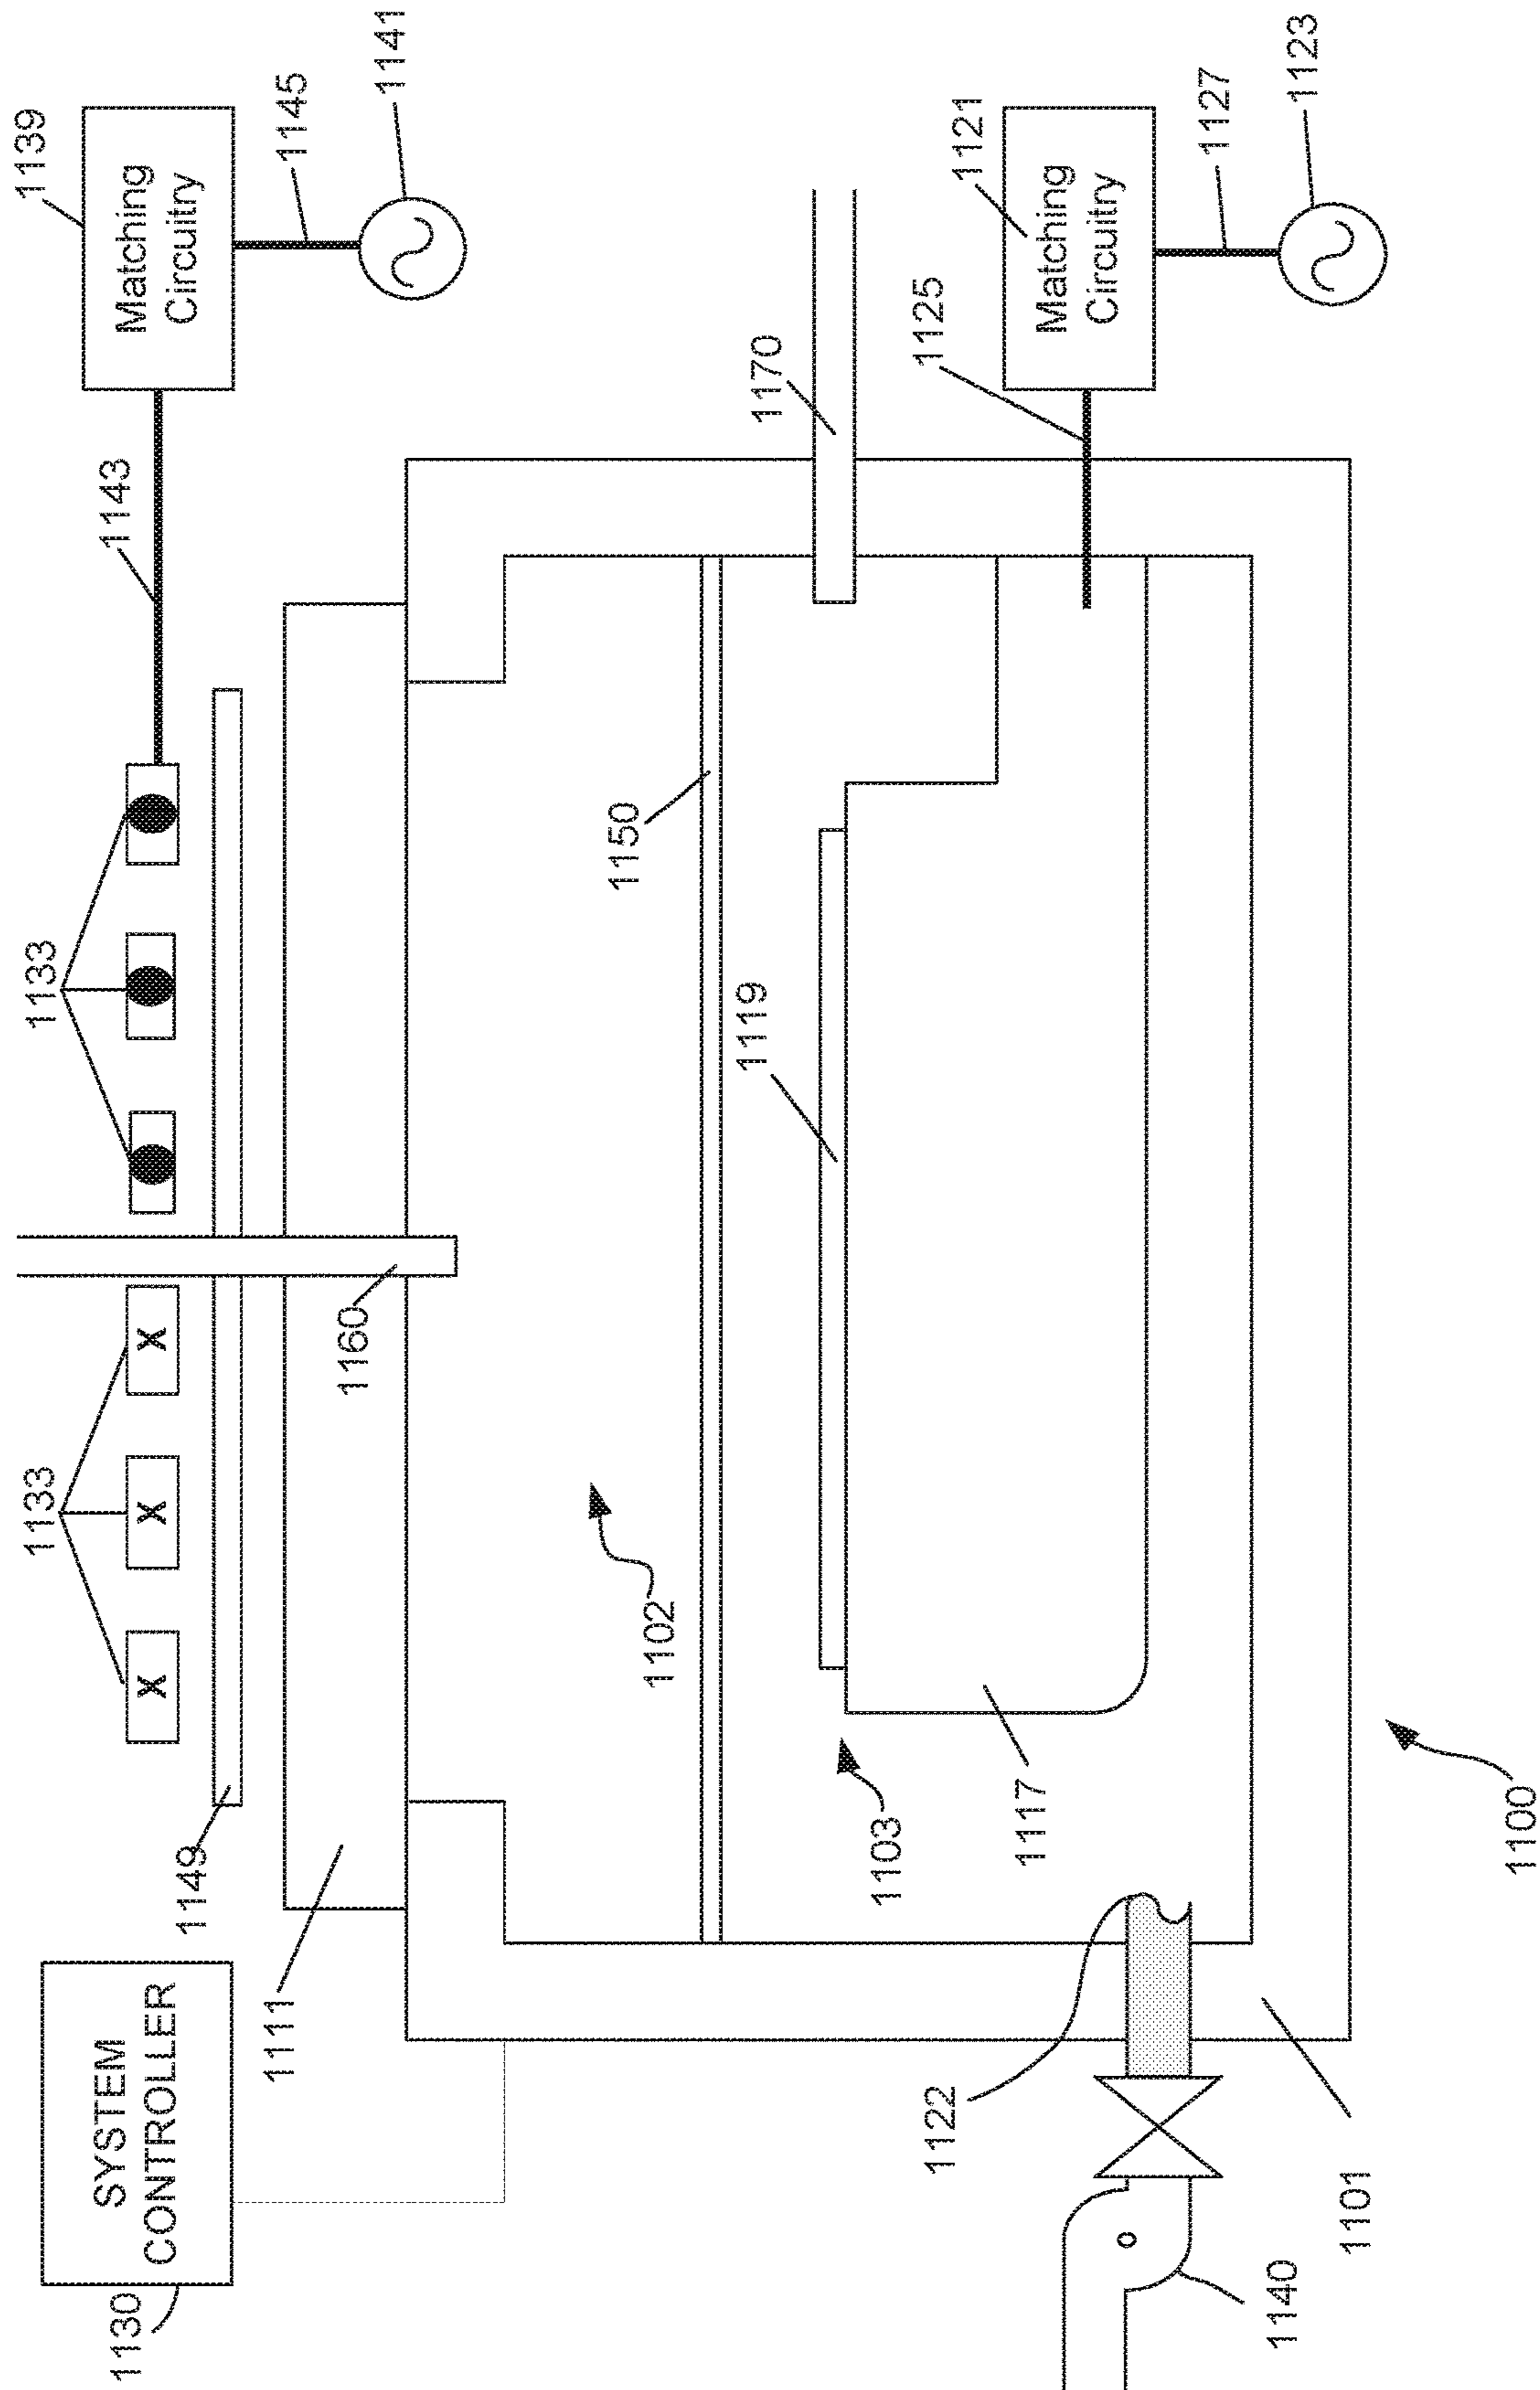 1139
1133
1133
1143
SYSTEM
CONTROLLER
Matching
Circuitry
1130
X
X
X
1149
1145
1141
1111
1160
1150
1102
1119
1170
1103
1122
1117
1125
1121
Matching
Circuitry
1140
1101
1127
1123
1100